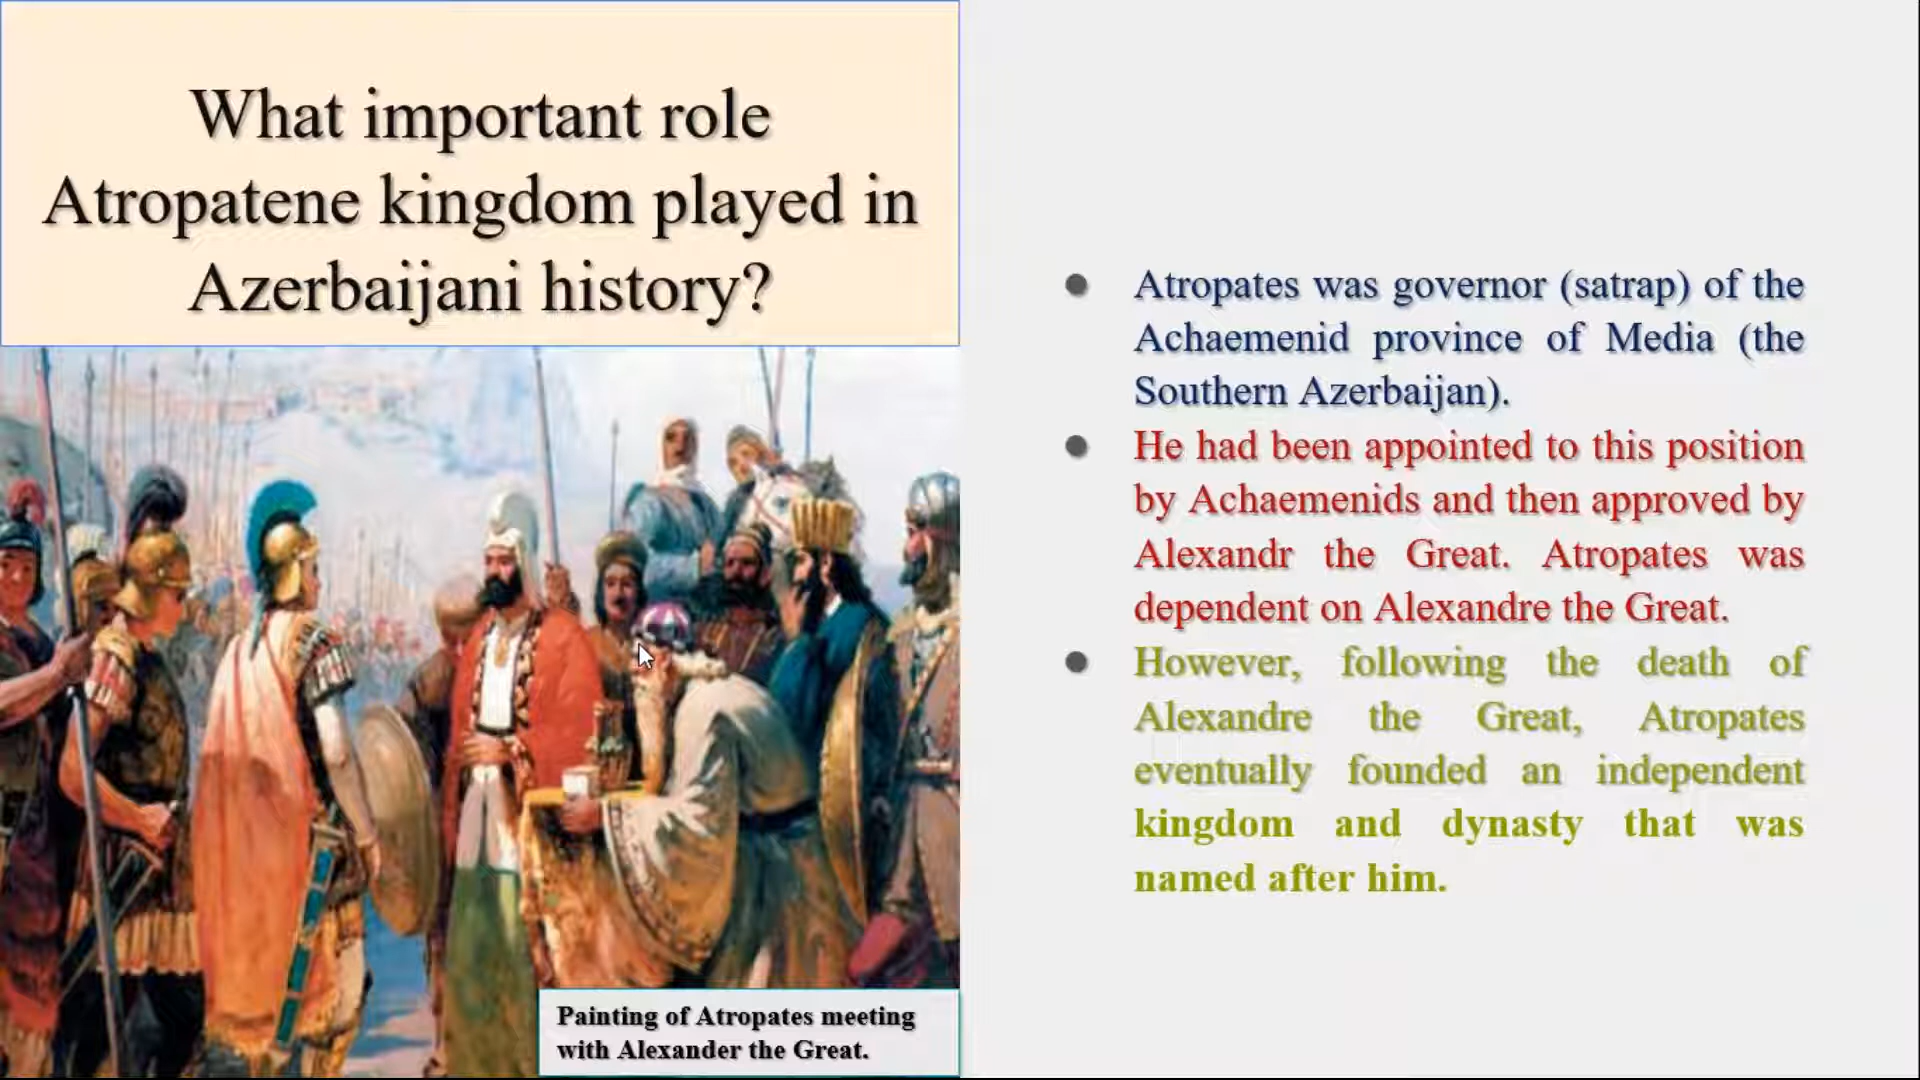 What important role
Atropatene kingdom played in
Azerbaijani history?
Painting of Atropates meeting
with Alexander the Great.
Atropates was governor (satrap) of the
Achaemenid province of Media (the
Southern Azerbaijan).
He had been appointed to this position
by Achaemenids and then approved by
Alexandr the Great. Atropates was
dependent on Alexandre the Great.
However, following the death of
Alexandre the Great, Atropates
eventually founded an independent
kingdom and dynasty that was
named after him.